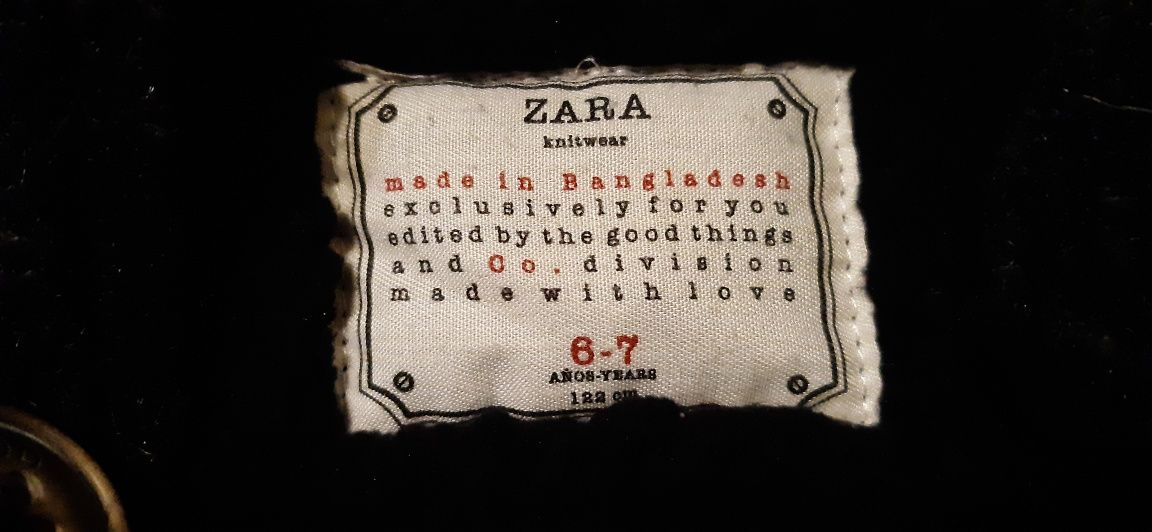 ZARA
knitwear
made in Bangladesh
exclusively for you
edited by the good things
and Co. division
made with love
6-7
AÑOS-YEARS
122 cm